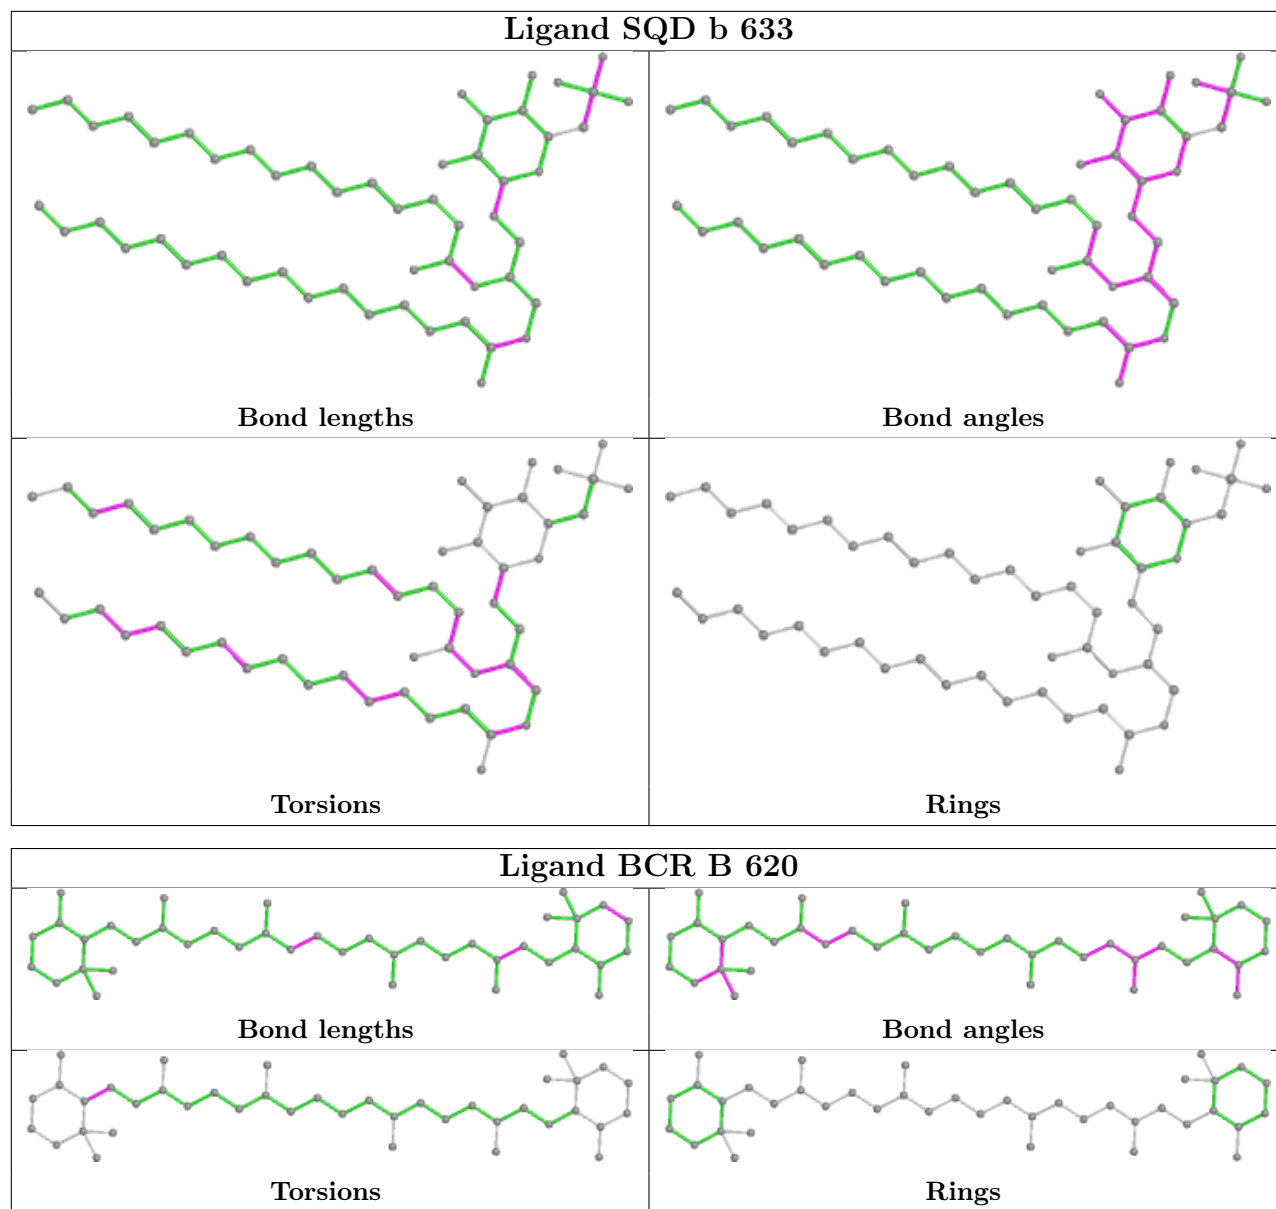 Ligand SQD b 633
Bond lengths
Bond angles
Torsions
Rings
Ligand BCR B 620
Bond lengths
Bond angles
Torsions
Rings